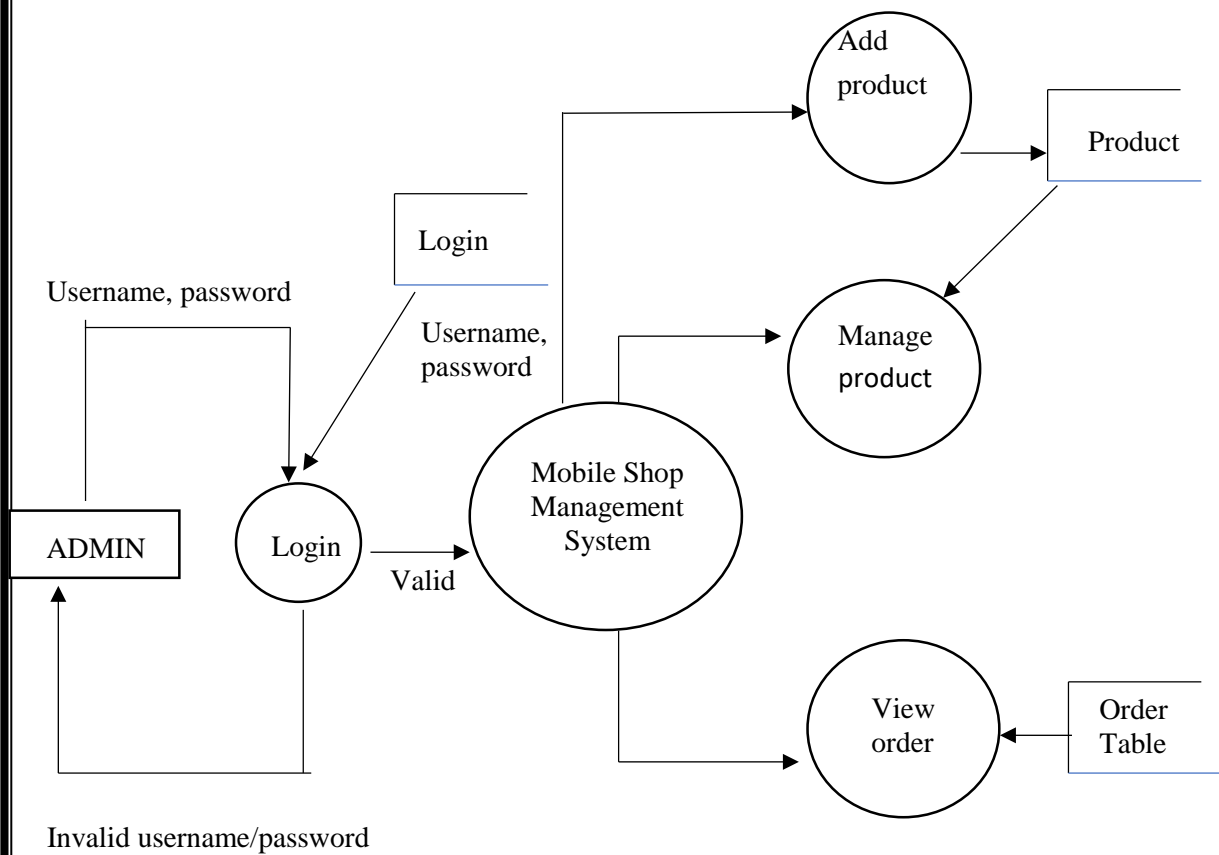 Add
product
Product
Login
Username, password
Username,
password
Manage
product
Mobile Shop
Management
System
ADMIN
Login
Valid
View
order
Order
Table
Invalid username/password